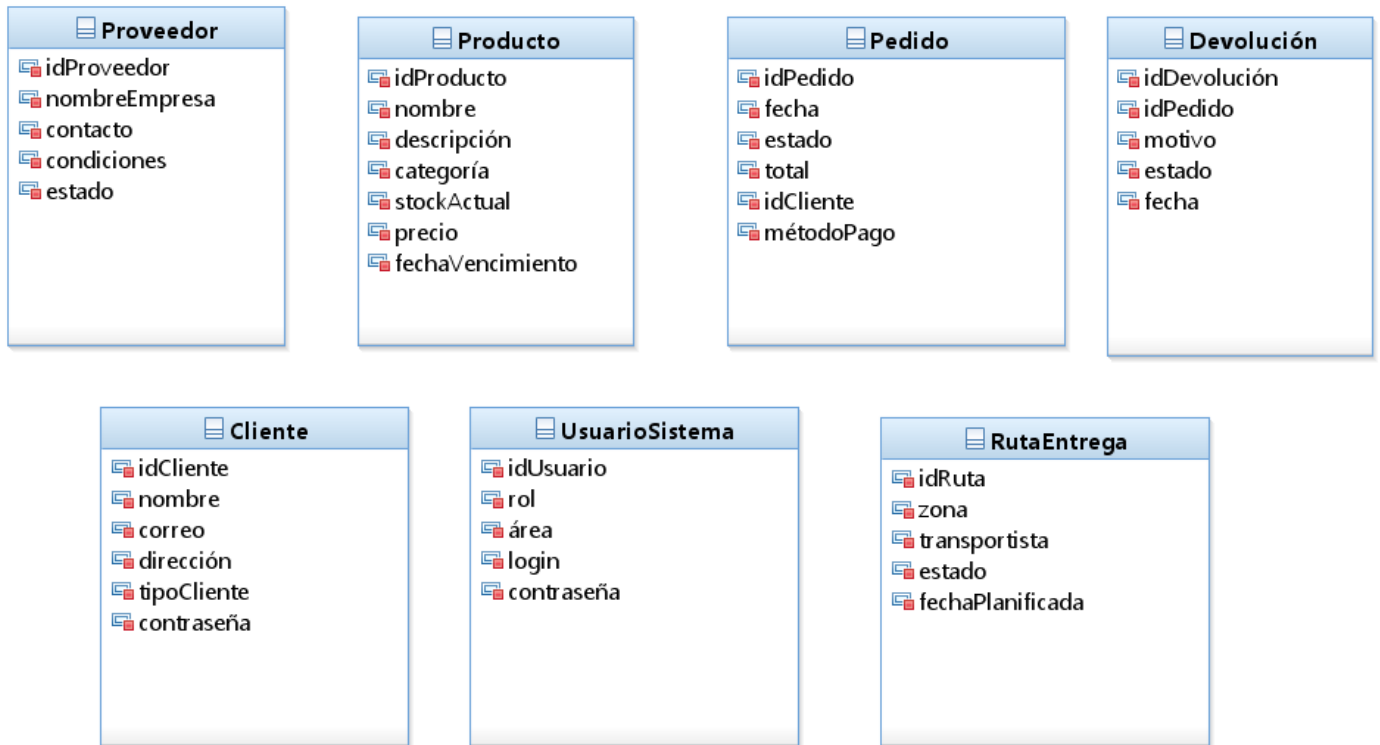 Proveedor
idProveedor
nombreEmpresa
contacto
condiciones
estado
Producto
idProducto
nombre
descripción
categoría
stockActual
precio
fechaVencimiento
Pedido
idPedido
fecha
estado
total
idCliente
métodoPago
Devolución
idDevolución
idPedido
motivo
estado
fecha
Cliente
idCliente
nombre
correo
dirección
tipoCliente
contraseña
UsuarioSistema
idUsuario
rol
área
login
contraseña
RutaEntrega
idRuta
zona
transportista
estado
fechaPlanificada